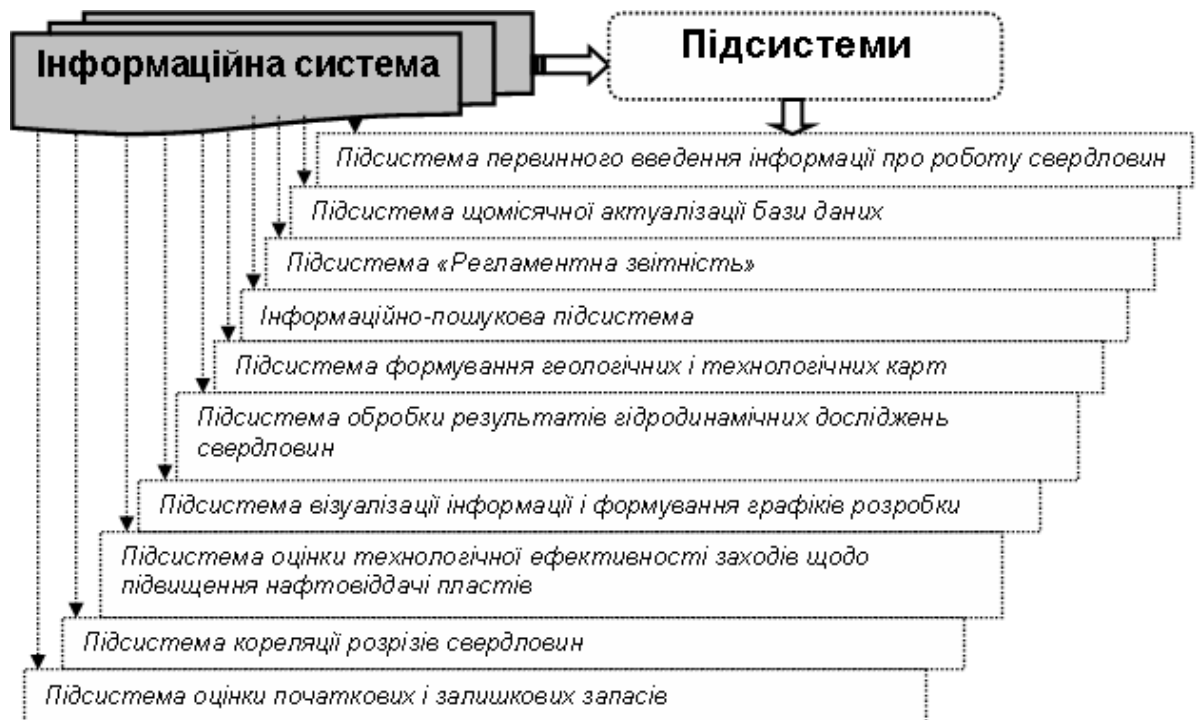 Інформаційна система
Підсистеми
Підсистема первинного введення інформації про роботу свердловин
Підсистема щомісячної актуалізації бази даних
Підсистема «Регламентна звітність»
Інформаційно-пошукова підсистема
Підсистема формування геологічних і технологічних карт
Підсистема обробки результатів гідродинамічних досліджень
свердловин
Підсистема візуалізації інформації і формування графіків розробки
Підсистема оцінки технологічної ефективності заходів щодо
підвищення нафтовіддачі пластів
Підсистема кореляції розрізів свердловин
Підсистема оцінки початкових і залишкових запасів